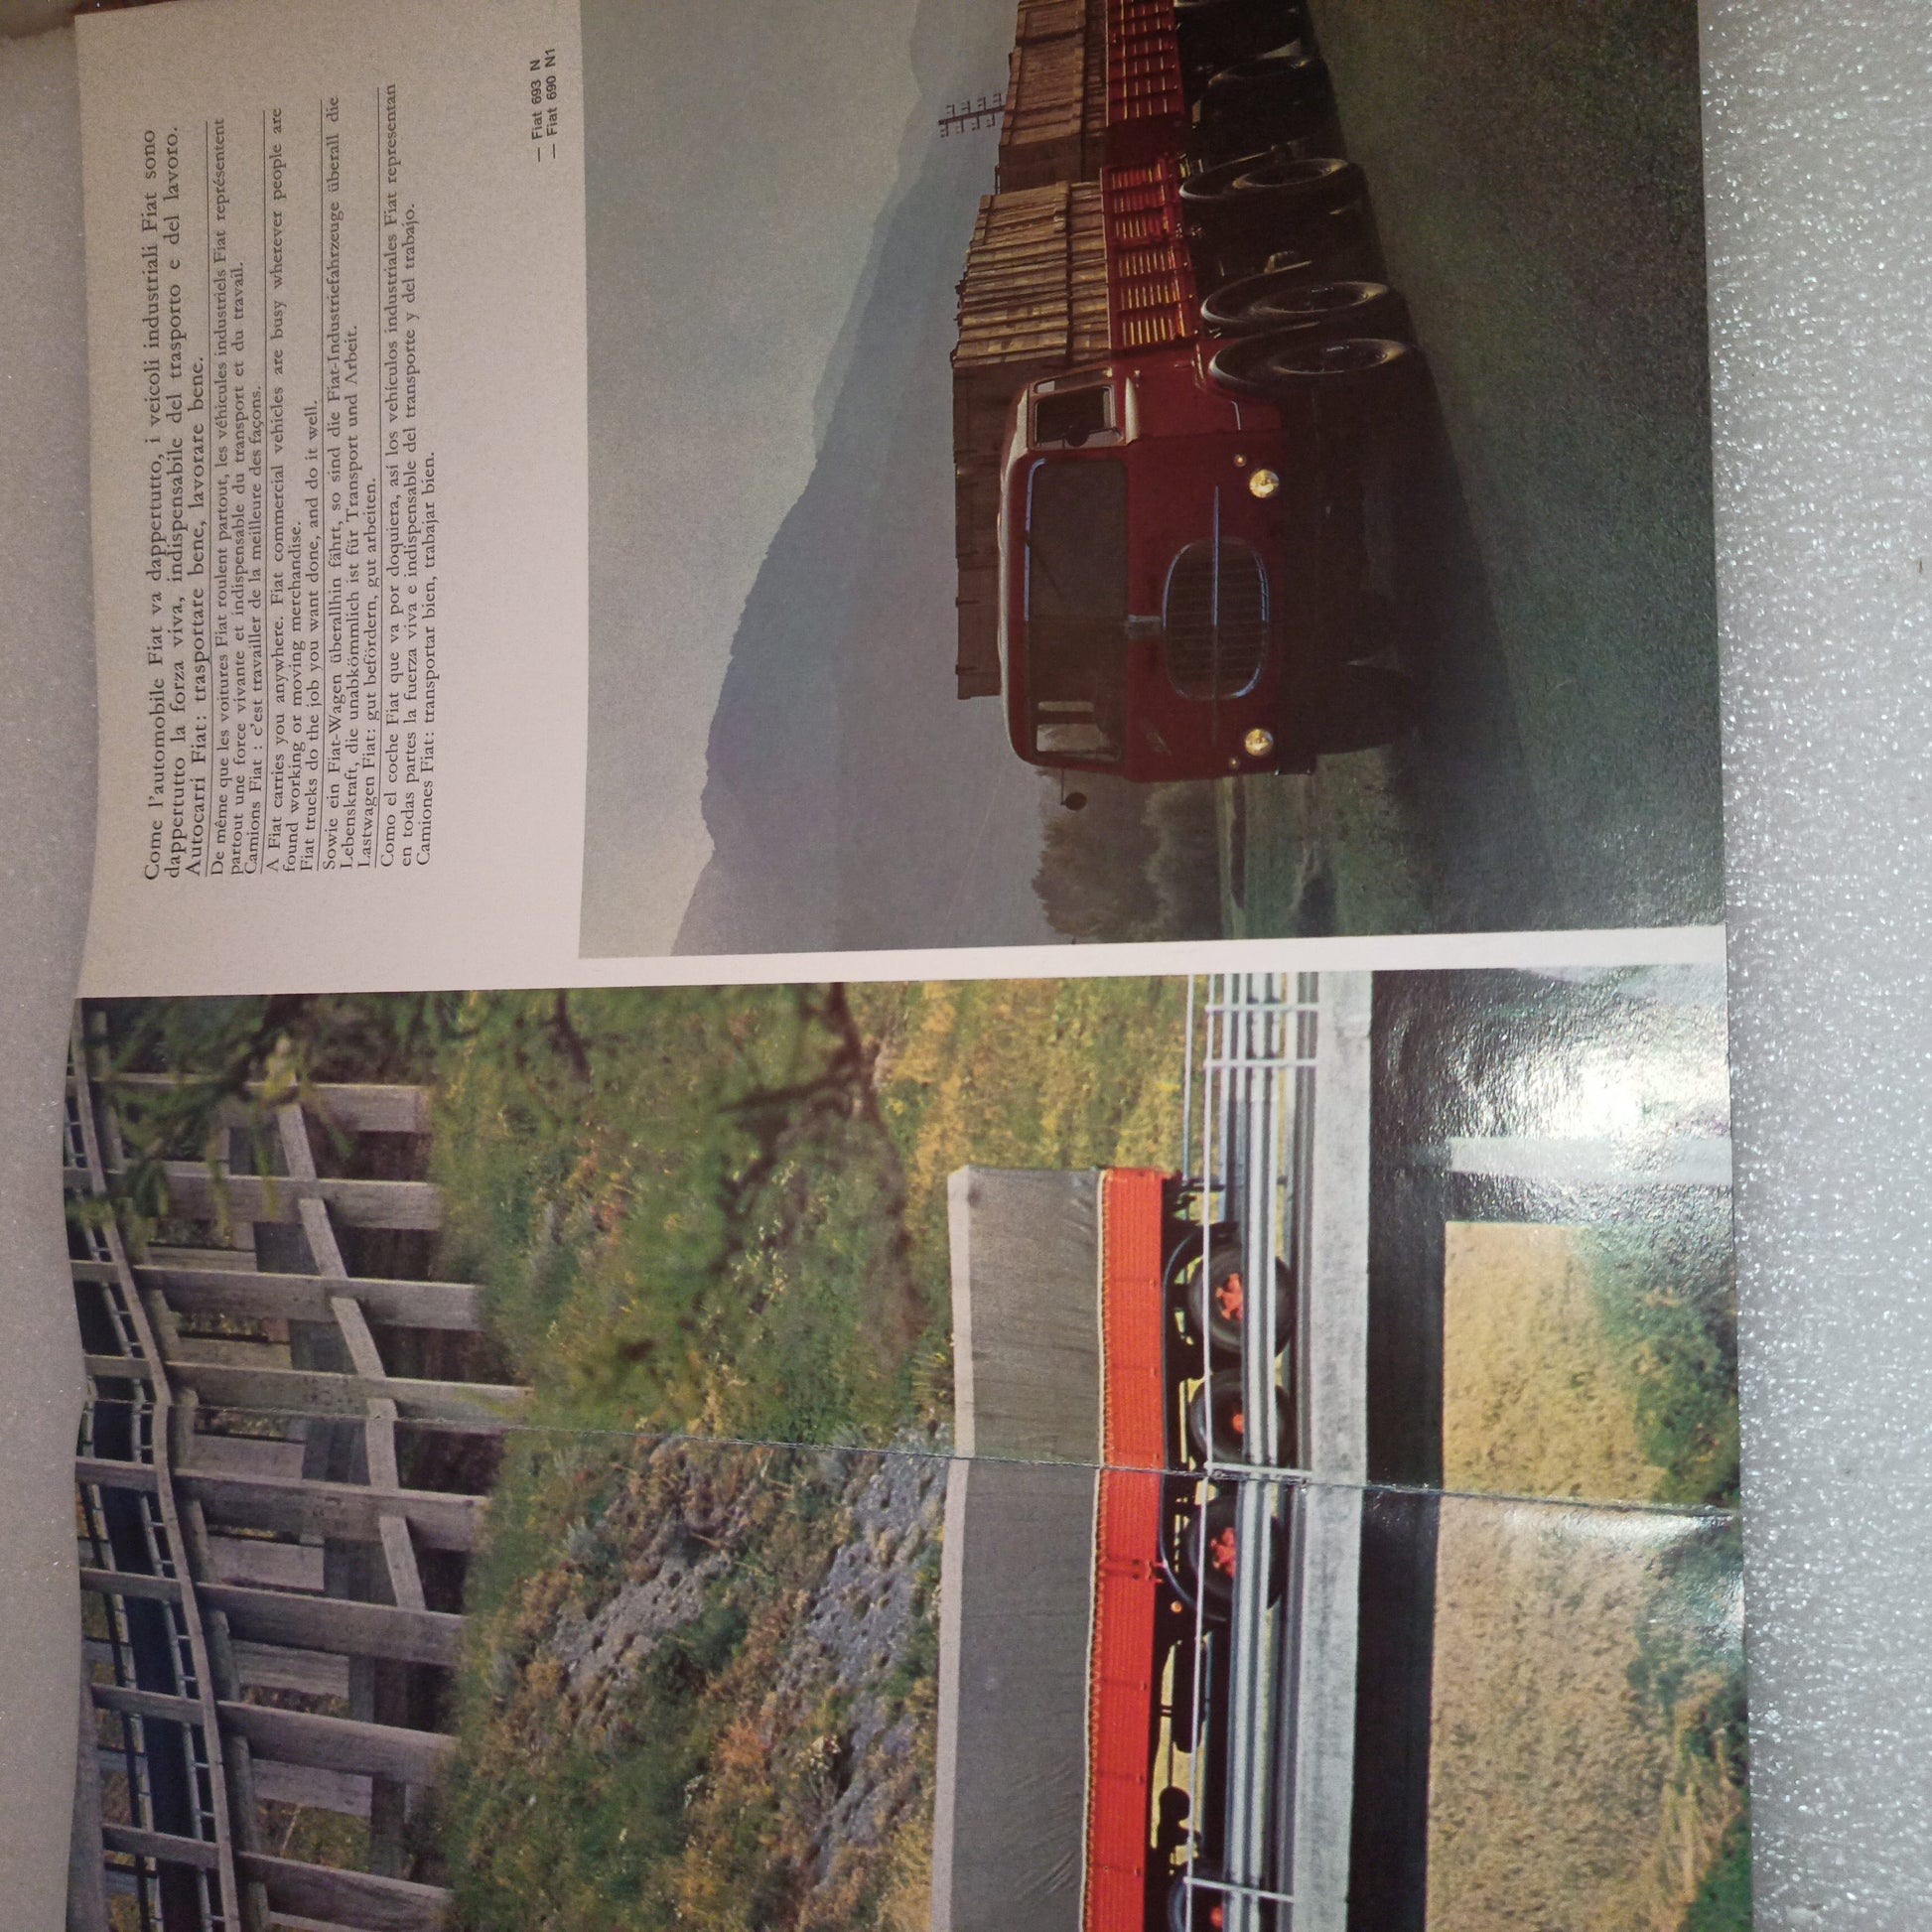 Come l'automobile Fiat va dappertutto, i veicoli industriali Fiat sono
dappertutto la forza viva, indispensabile del trasporto e del lavoro.
Autocarri Fiat: trasportare bene, lavorare bene.
De même que les voitures Fiat roulent partout, les véhicules industriels Fiat représentent
partout une force vivante et indispensable du transport et du travail.
Camions Fiat : c'est travailler de la meilleure des façons.
A Fiat carries you anywhere. Fiat commercial vehicles are busy wherever people are
found working or moving merchandise.
Fiat trucks do the job you want done, and do it well.
Sowie ein Fiat-Wagen überallhin fährt, so sind die Fiat-Industriefahrzeuge überall die
Lebenskraft, die unabkömmlich ist für Transport und Arbeit.
Lastwagen Fiat: gut befördern, gut arbeiten.
Como el coche Fiat que va por doquiera, así los vehículos industriales Fiat representan
en todas partes la fuerza viva e indispensable del transporte y del trabajo.
Camiones Fiat: transportar bien, trabajar bien.
— Fiat 693 N
— Fiat 690 N1